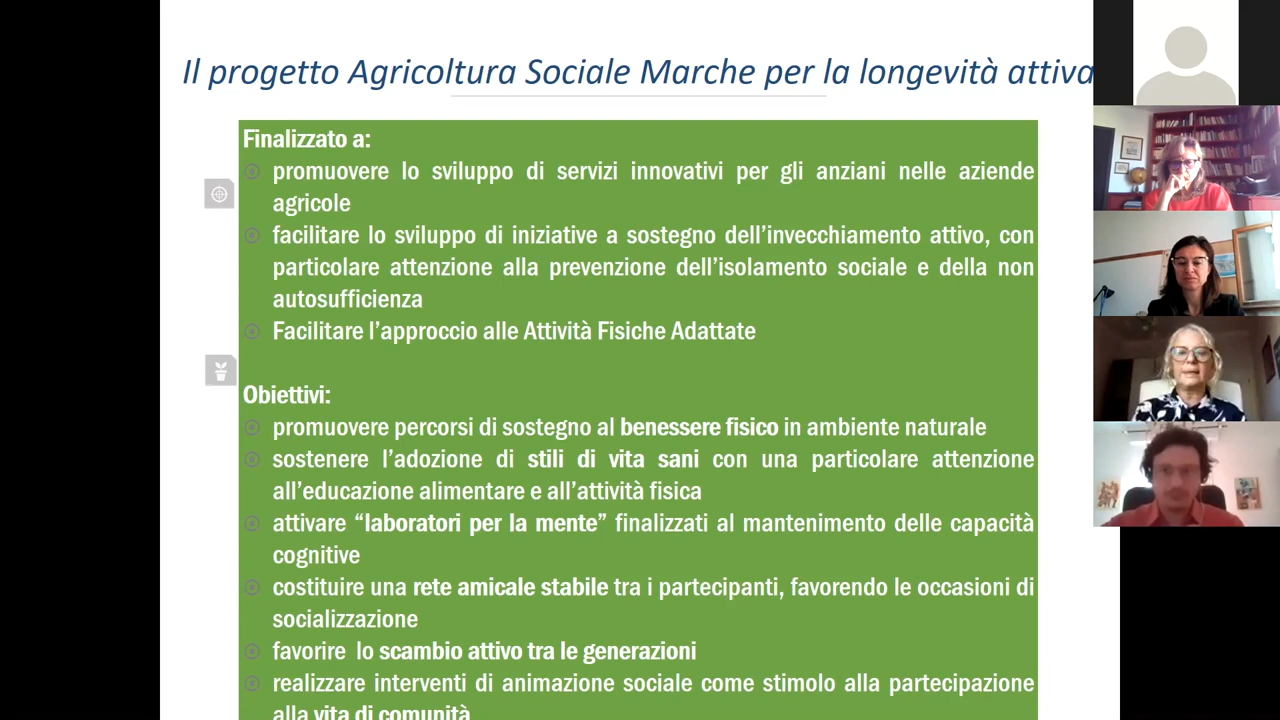 Il progetto Agricoltura Sociale Marche per la longevità attiva
Finalizzato a:
promuovere lo sviluppo di servizi innovativi per gli anziani nelle aziende
agricole
facilitare lo sviluppo di iniziative a sostegno dell’invecchiamento attivo, con
particolare attenzione alla prevenzione dell’isolamento sociale e della non
autosufficienza
Facilitare l’approccio alle Attività Fisiche Adattate
Obiettivi:
promuovere percorsi di sostegno al benessere fisico in ambiente naturale
sostenere l’adozione di stili di vita sani con una particolare attenzione
all’educazione alimentare e all’attività fisica
attivare “laboratori per la mente” finalizzati al mantenimento delle capacità
cognitive
costituire una rete amicale stabile tra i partecipanti, favorendo le occasioni di
socializzazione
favorire lo scambio attivo tra le generazioni
realizzare interventi di animazione sociale come stimolo alla partecipazione
alla vita di comunità